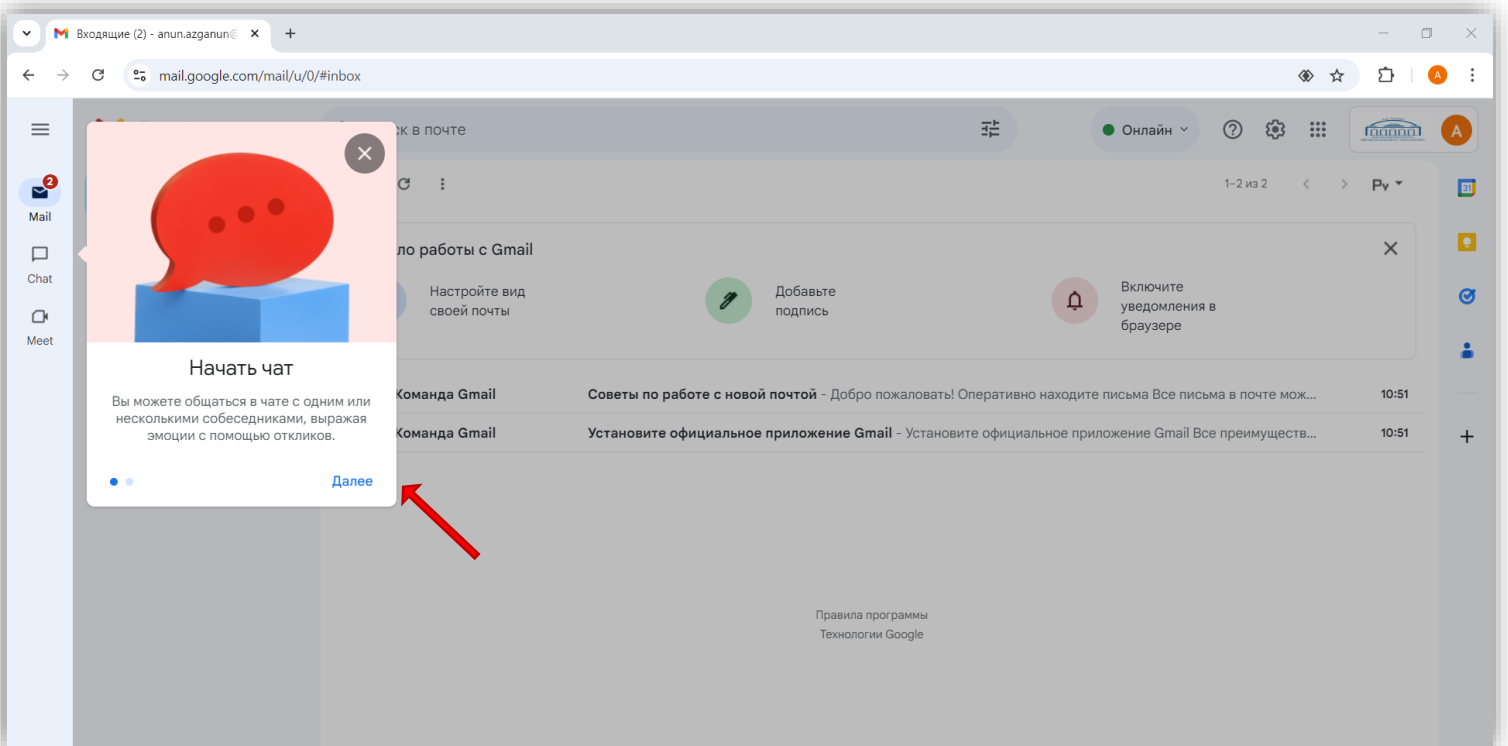 Входящие (2) - anun.azganun@
mail.google.com/mail/u/0/#inbox
A
ск в почте
Онлайн
A
2
Mail
Chat
Meet
1–2 из 2
Ру
31
ло работы с Gmail
Настройте вид
своей почты
Добавьте
подпись
Включите
уведомления в
браузере
Начать чат
Вы можете общаться в чате с одним или
несколькими собеседниками, выражая
эмоции с помощью откликов.
Далее
Команда Gmail Советы по работе с новой почтой - Добро пожаловать! Оперативно находите письма Все письма в почте мож... 10:51
Команда Gmail Установите официальное приложение Gmail - Установите официальное приложение Gmail Все преимуществ... 10:51
Правила программы
Технологии Google